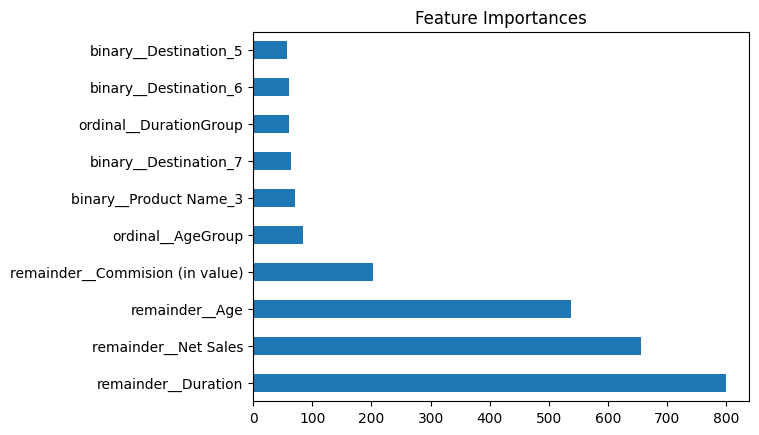 Feature Importances
binary__Destination_5
binary__Destination_6
ordinal__DurationGroup
binary__Destination_7
binary__Product Name_3
ordinal__AgeGroup
remainder__Commision (in value)
remainder__Age
remainder__Net Sales
remainder__Duration
0 100 200 300 400 500 600 700 800